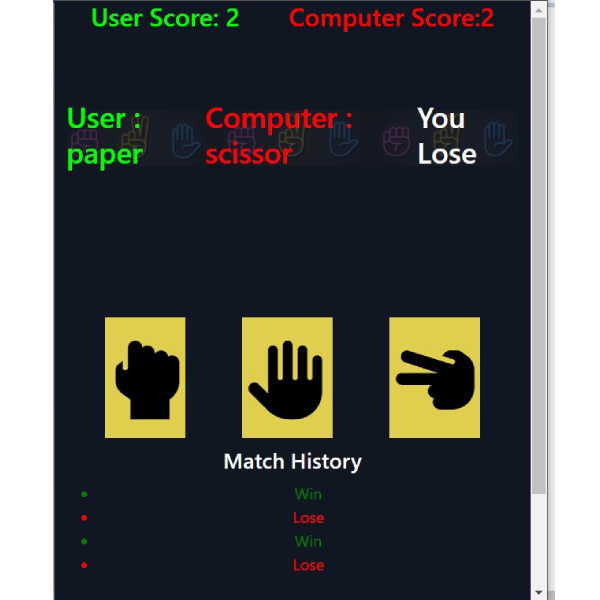 User Score: 2 Computer Score:2
User : Computer : You
paper scissor Lose
Match History
Win
Lose
Win
Lose